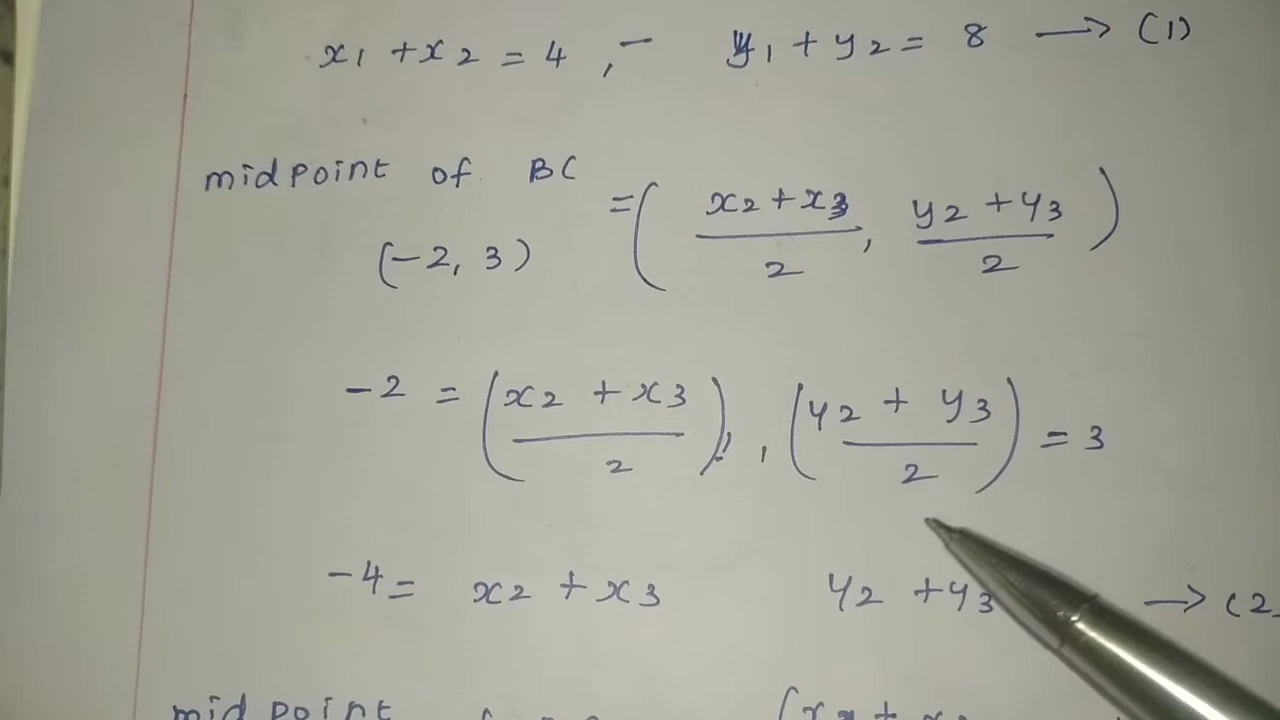 x1 + x2 = 4 , — y1 + y2 = 8 → (1)
midpoint of BC
(-2, 3) = ( x2 + x3 / 2 , y2 + y3 / 2 )
-2 = ( x2 + x3 / 2 ) , ( y2 + y3 / 2 ) = 3
-4 = x2 + x3 y2 + y3 → (2
midpoint